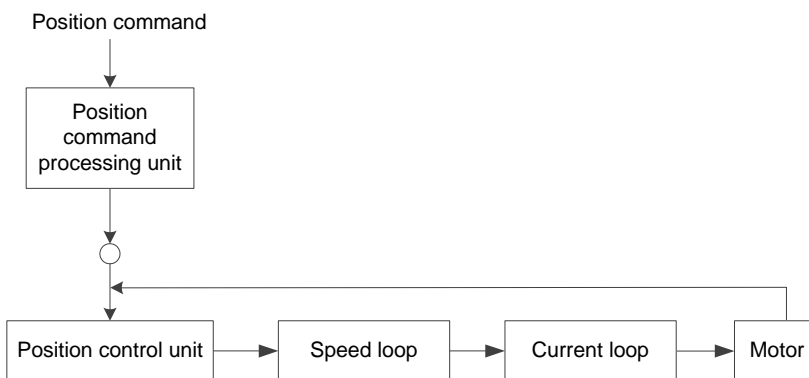 Position command
Position
command
processing unit
Position control unit
Speed loop
Current loop
Motor